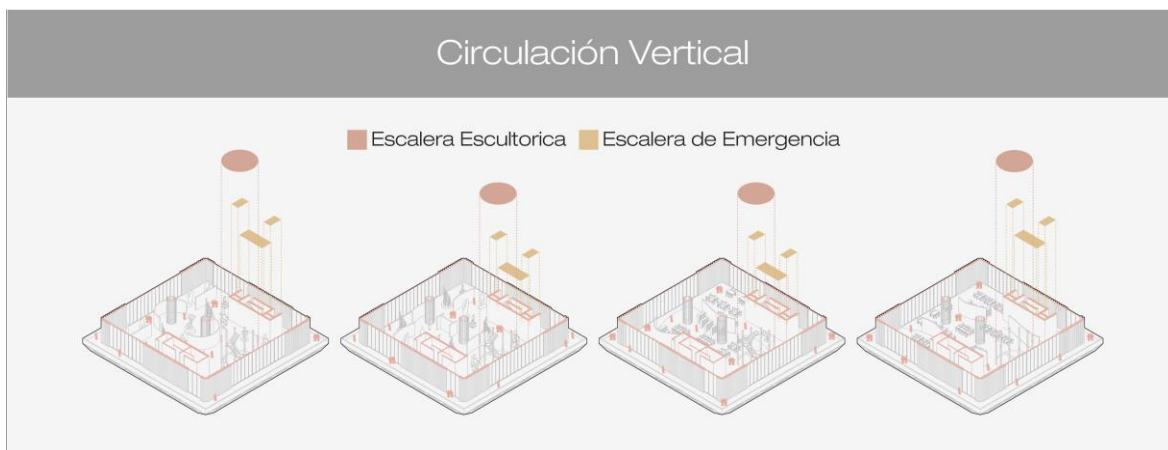 Circulación Vertical
Escalera Escultorica Escalera de Emergencia